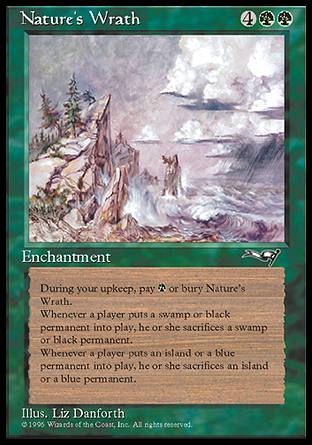 Nature's Wrath 4
Enchantment
During your upkeep, pay or bury Nature's
Wrath.
Whenever a player puts a swamp or black
permanent into play, he or she sacrifices a swamp
or black permanent.
Whenever a player puts an island or a blue
permanent into play, he or she sacrifices an island
or a blue permanent.
Illus. Liz Danforth
© 1996 Wizards of the Coast, Inc. All rights reserved.